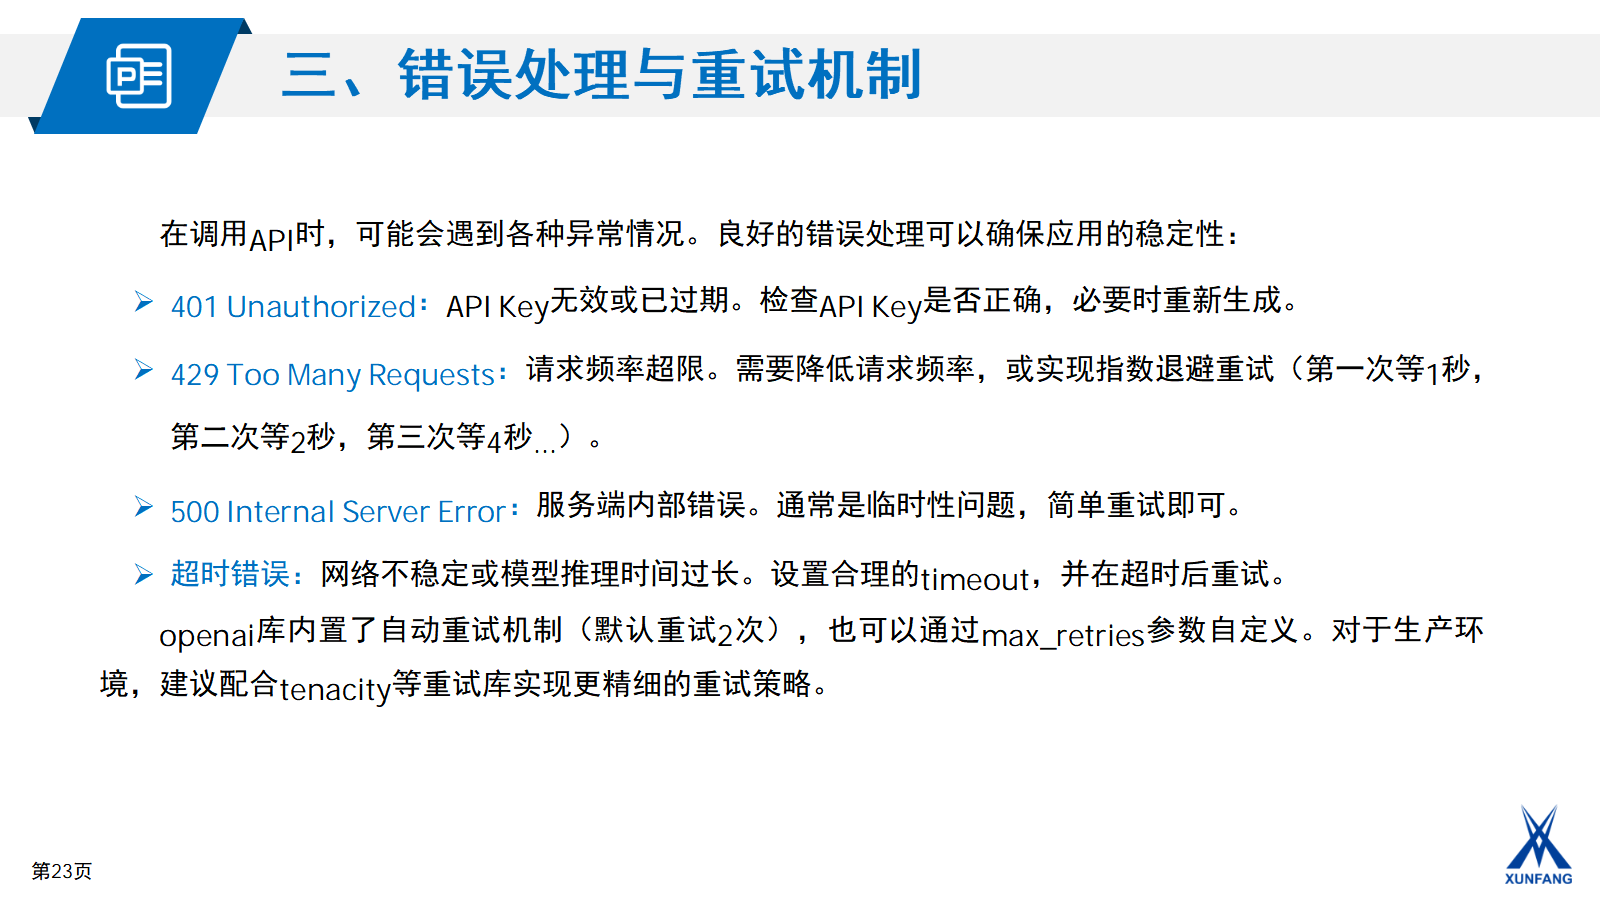 三、错误处理与重试机制
在调用API时，可能会遇到各种异常情况。良好的错误处理可以确保应用的稳定性：
401 Unauthorized：API Key无效或已过期。检查API Key是否正确，必要时重新生成。
429 Too Many Requests：请求频率超限。需要降低请求频率，或实现指数退避重试（第一次等1秒，
第二次等2秒，第三次等4秒...）。
500 Internal Server Error：服务端内部错误。通常是临时性问题，简单重试即可。
超时错误：网络不稳定或模型推理时间过长。设置合理的timeout，并在超时后重试。
openai库内置了自动重试机制（默认重试2次），也可以通过max_retries参数自定义。对于生产环
境，建议配合tenacity等重试库实现更精细的重试策略。
第23页
XUNFANG